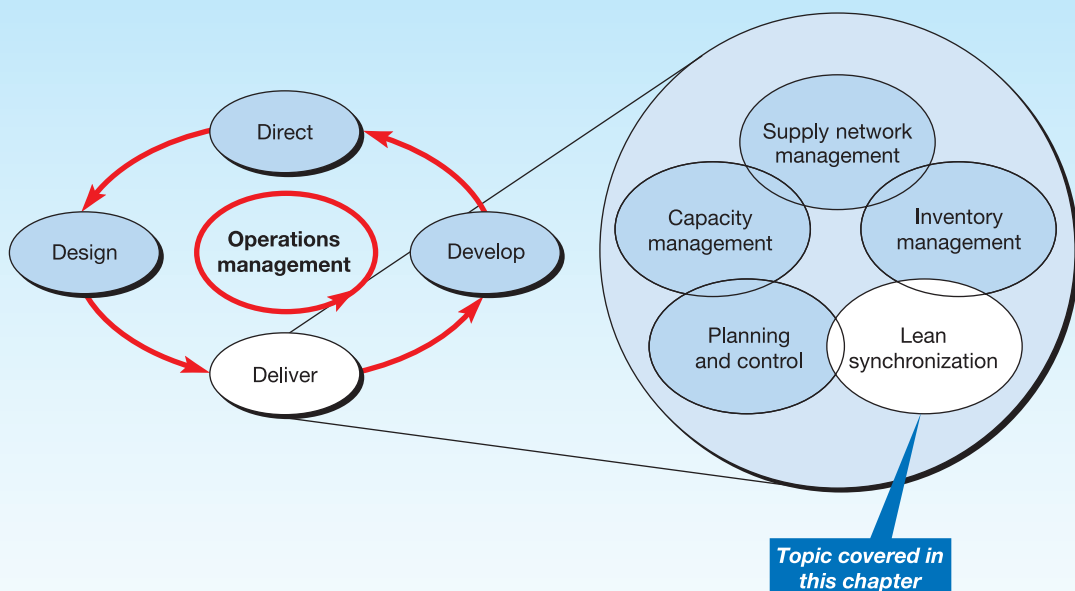 Direct
Design
Operations
management
Develop
Deliver
Supply network
management
Capacity
management
Inventory
management
Planning
and control
Lean
synchronization
Topic covered in
this chapter